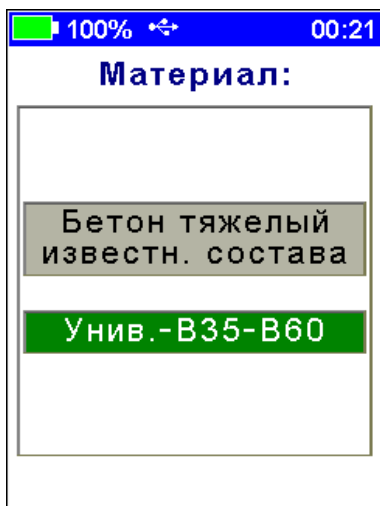 100% 00:21
Материал:
Бетон тяжелый
известн. состава
Унив.-В35-В60